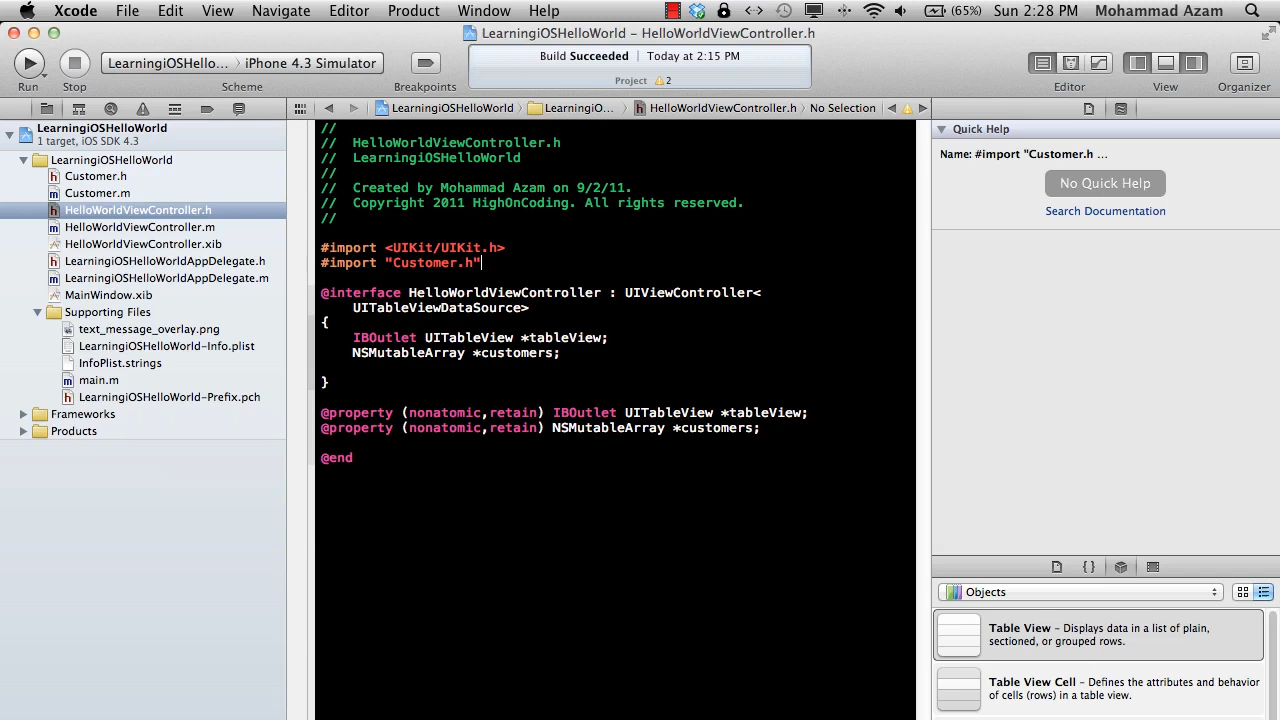 Xcode File Edit View Navigate Editor Product Window Help (65%) Sun 2:28 PM Mohammad Azam
LearningiOSHelloWorld – HelloWorldViewController.h
LearningiOSHello... iPhone 4.3 Simulator
Build Succeeded | Today at 2:15 PM
Project 2
Run Stop Scheme Breakpoints Editor View Organizer
LearningiOSHelloWorld LearningiO... HelloWorldViewController.h No Selection
LearningiOSHelloWorld
1 target, iOS SDK 4.3
LearningiOSHelloWorld
Customer.h
Customer.m
HelloWorldViewController.h
HelloWorldViewController.m
HelloWorldViewController.xib
LearningiOSHelloWorldAppDelegate.h
LearningiOSHelloWorldAppDelegate.m
MainWindow.xib
Supporting Files
text_message_overlay.png
LearningiOSHelloWorld-Info.plist
InfoPlist.strings
main.m
LearningiOSHelloWorld-Prefix.pch
Frameworks
Products
//
// HelloWorldViewController.h
// LearningiOSHelloWorld
//
// Created by Mohammad Azam on 9/2/11.
// Copyright 2011 HighOnCoding. All rights reserved.
//
#import <UIKit/UIKit.h>
#import "Customer.h"
@interface HelloWorldViewController : UIViewController<
UITableViewDataSource>
{
IBOutlet UITableView *tableView;
NSMutableArray *customers;
}
@property (nonatomic,retain) IBOutlet UITableView *tableView;
@property (nonatomic,retain) NSMutableArray *customers;
@end
Quick Help
Name: #import "Customer.h ...
No Quick Help
Search Documentation
{}
Objects
Table View – Displays data in a list of plain,
sectioned, or grouped rows.
Table View Cell – Defines the attributes and behavior
of cells (rows) in a table view.